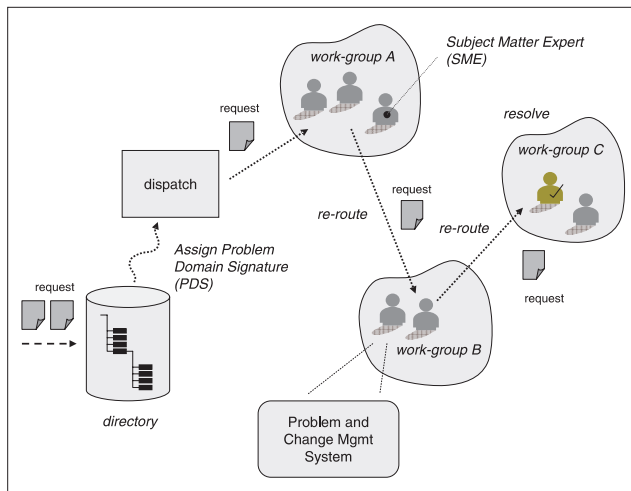 work-group A
Subject Matter Expert
(SME)
request
resolve
work-group C
dispatch
request
re-route
re-route
Assign Problem
Domain Signature
(PDS)
request
request
work-group B
directory
Problem and
Change Mgmt
System